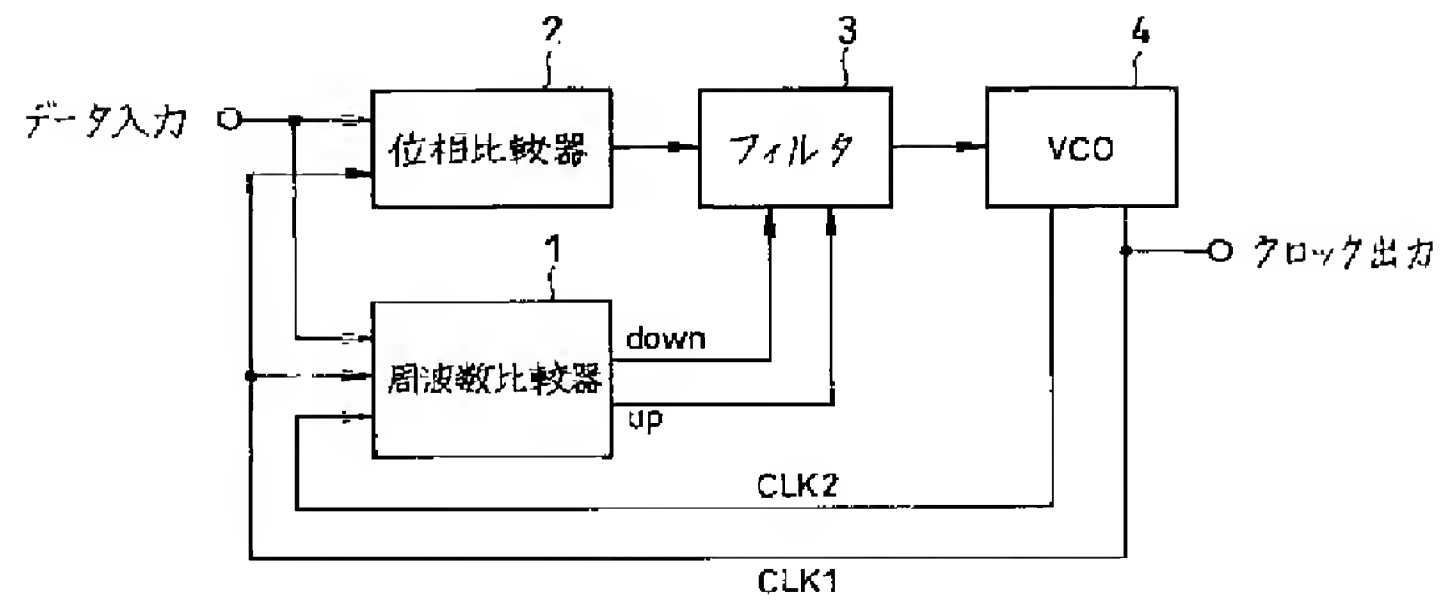 2
3
4
データ入力
位相比較器
フィルタ
VCO
クロック出力
1
周波数比較器
down
up
CLK2
CLK1